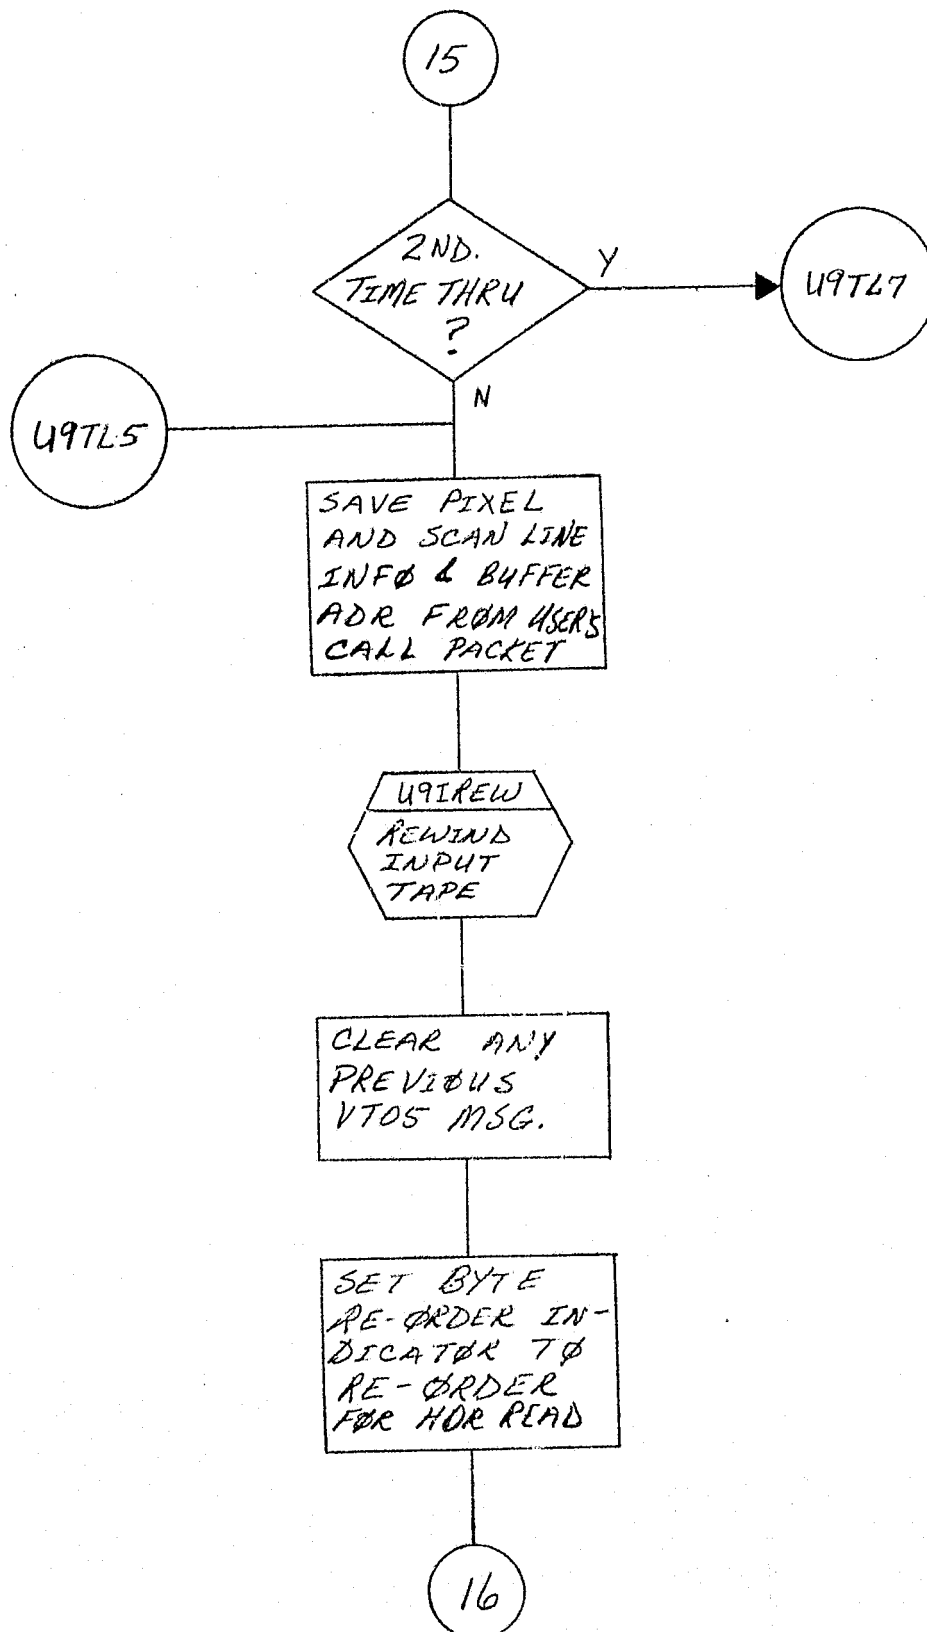 15
2ND.
TIME THRU
?
Y
U9TL7
N
U9TL5
SAVE PIXEL
AND SCAN LINE
INFØ & BUFFER
ADR FRØM USER'S
CALL PACKET
U9IREW
REWIND
INPUT
TAPE
CLEAR ANY
PREVIØUS
VT05 MSG.
SET BYTE
RE-ØRDER IN-
DICATØR TØ
RE-ØRDER
FØR HDR READ
16